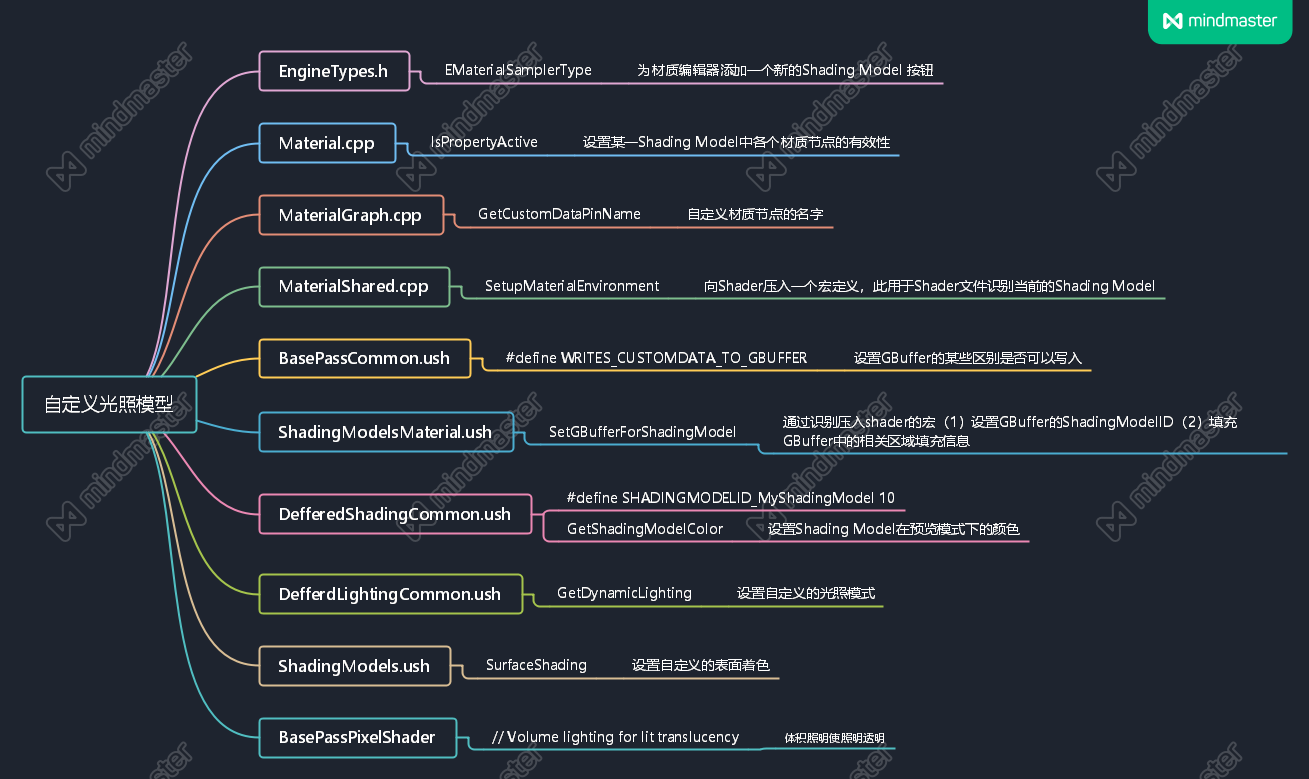 mindmaster
EngineTypes.h
EMaterialSamplerType
为材质编辑器添加一个新的Shading Model 按钮
Material.cpp
IsPropertyActive
设置某一Shading Model中各个材质节点的有效性
MaterialGraph.cpp
GetCustomDataPinName
自定义材质节点的名字
MaterialShared.cpp
SetupMaterialEnvironment
向Shader压入一个宏定义，此用于Shader文件识别当前的Shading Model
BasePassCommon.ush
#define WRITES_CUSTOMDATA_TO_GBUFFER
设置GBuffer的某些区别是否可以写入
自定义光照模型
ShadingModelsMaterial.ush
SetGBufferForShadingModel
通过识别压入shader的宏（1）设置GBuffer的ShadingModelID（2）填充
GBuffer中的相关区域填充信息
DefferedShadingCommon.ush
#define SHADINGMODELID_MyShadingModel 10
GetShadingModelColor
设置Shading Model在预览模式下的颜色
DefferdLightingCommon.ush
GetDynamicLighting
设置自定义的光照模式
ShadingModels.ush
SurfaceShading
设置自定义的表面着色
BasePassPixelShader
// Volume lighting for lit translucency
体积照明使照明透明
mindmaster
mindmaster
mindmaster
mindmaster
mindmaster
mindmaster
mindmaster
mindmaster